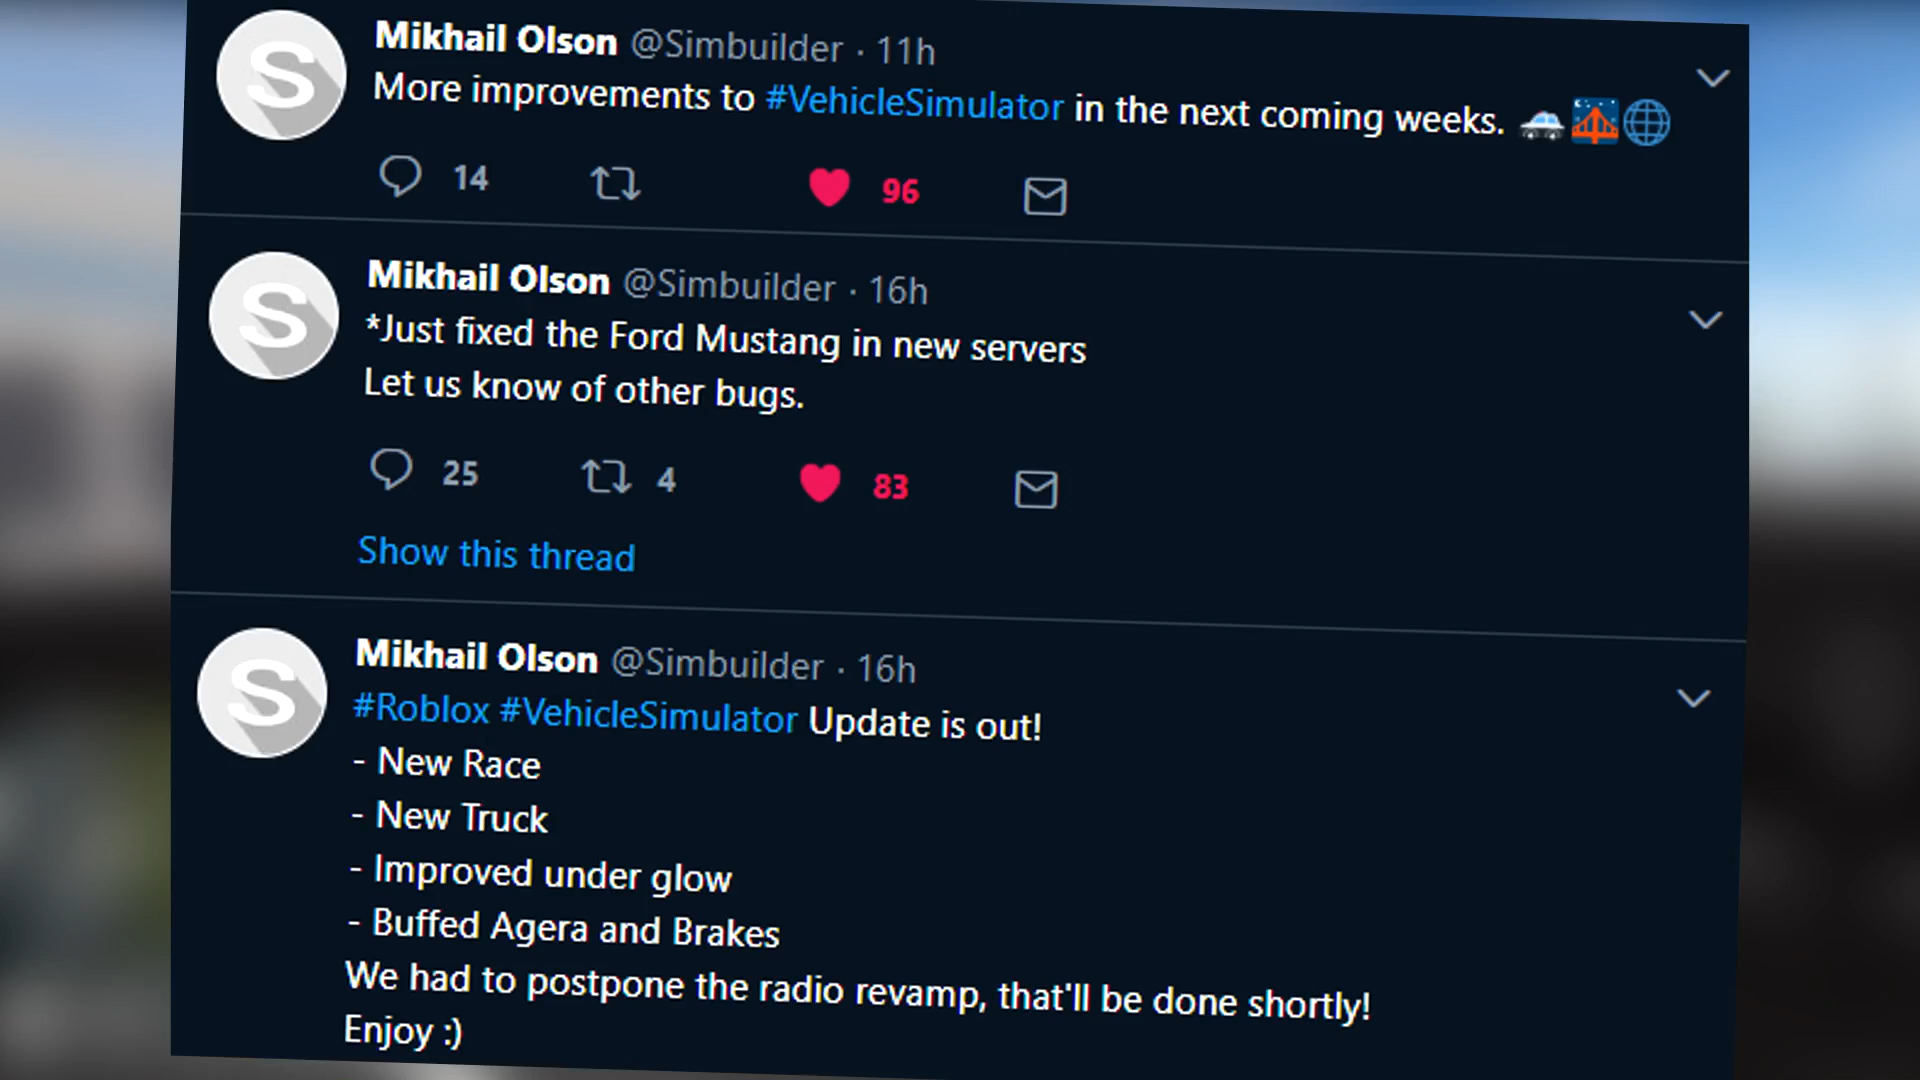 S
Mikhail Olson @Simbuilder · 11h
More improvements to #VehicleSimulator in the next coming weeks. 🚓🌉🌐
14 96
S
Mikhail Olson @Simbuilder · 16h
*Just fixed the Ford Mustang in new servers
Let us know of other bugs.
25 4 83
Show this thread
S
Mikhail Olson @Simbuilder · 16h
#Roblox #VehicleSimulator Update is out!
- New Race
- New Truck
- Improved under glow
- Buffed Agera and Brakes
We had to postpone the radio revamp, that'll be done shortly!
Enjoy :)